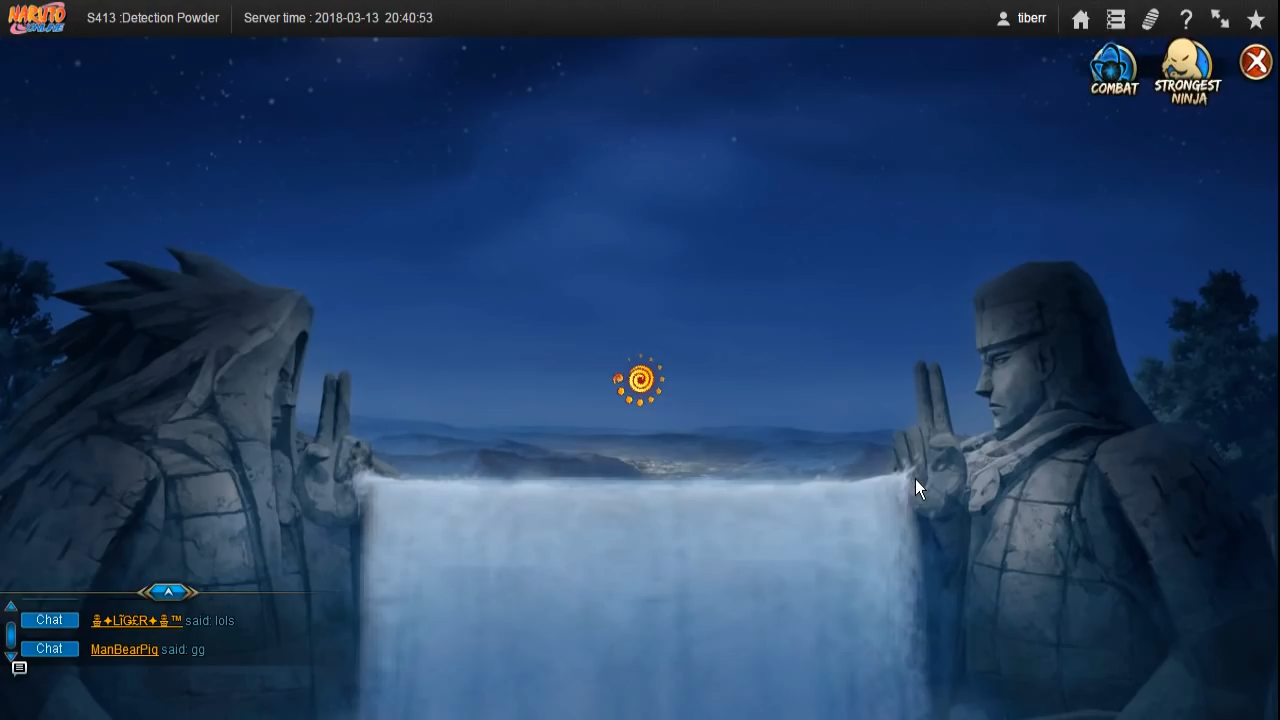 NARUTO
ONLINE
S413 :Detection Powder
Server time : 2018-03-13 20:40:53
tiberr
COMBAT
STRONGEST
NINJA
Chat
said: lols
Chat
ManBearPig said: gg